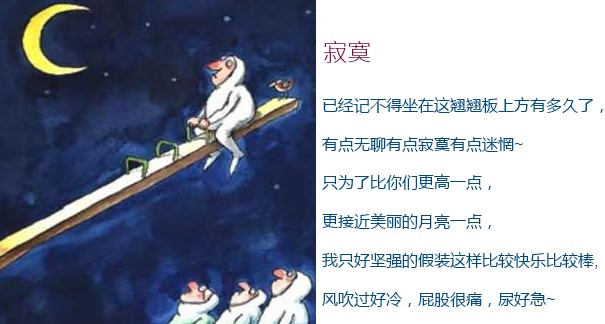 寂寞
已经记不得坐在这翘翘板上方有多久了，
有点无聊有点寂寞有点迷惘~
只为了比你们更高一点，
更接近美丽的月亮一点，
我只好坚强的假装这样比较快乐比较棒,
风吹过好冷，屁股很痛，尿好急~